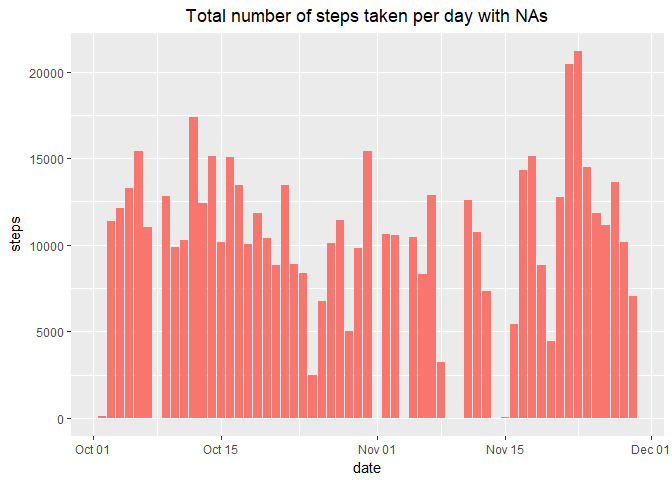 Total number of steps taken per day with NAs
steps
20000
15000
10000
5000
0
Oct 01 Oct 15 Nov 01 Nov 15 Dec 01
date